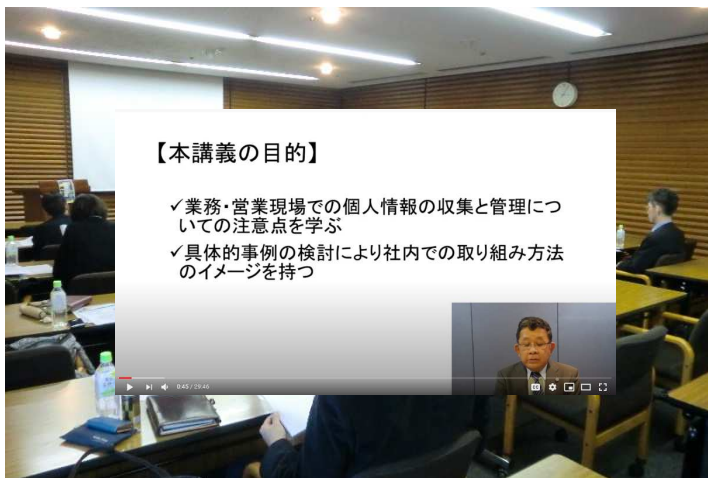 【本講義の目的】
✓業務・営業現場での個人情報の収集と管理につ
いての注意点を学ぶ
✓具体的事例の検討により社内での取り組み方法
のイメージを持つ
0:45 / 29:46